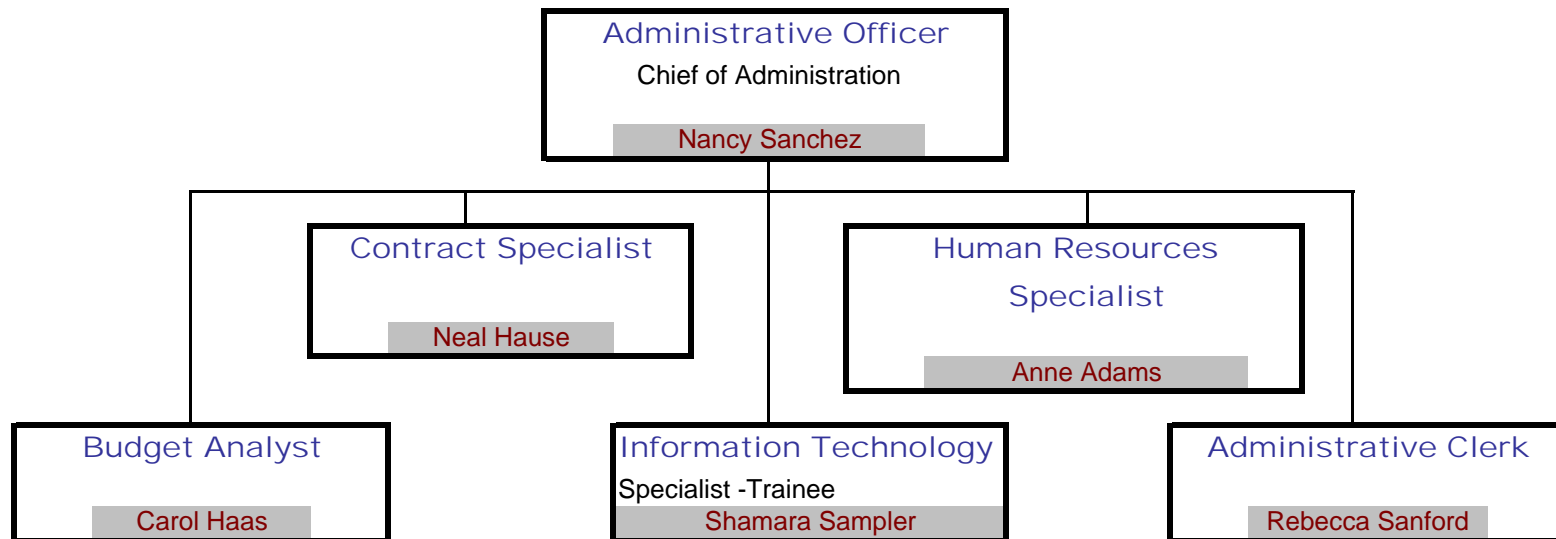 Administrative Officer
Chief of Administration
Nancy Sanchez
Contract Specialist
Neal Hause
Human Resources
Specialist
Anne Adams
Budget Analyst
Carol Haas
Information Technology
Specialist -Trainee
Shamara Sampler
Administrative Clerk
Rebecca Sanford